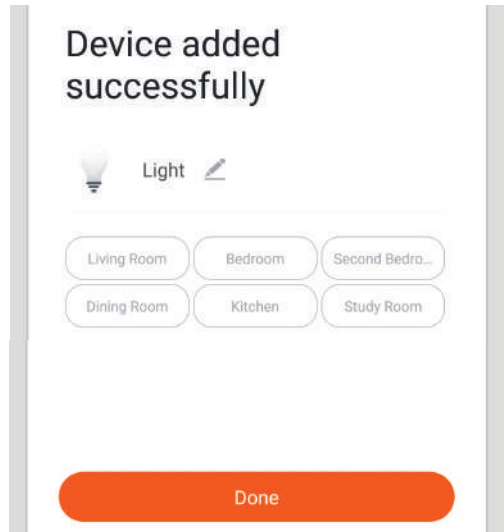 Device added
successfully
Light
Living Room Bedroom Second Bedro...
Dining Room Kitchen Study Room
Done